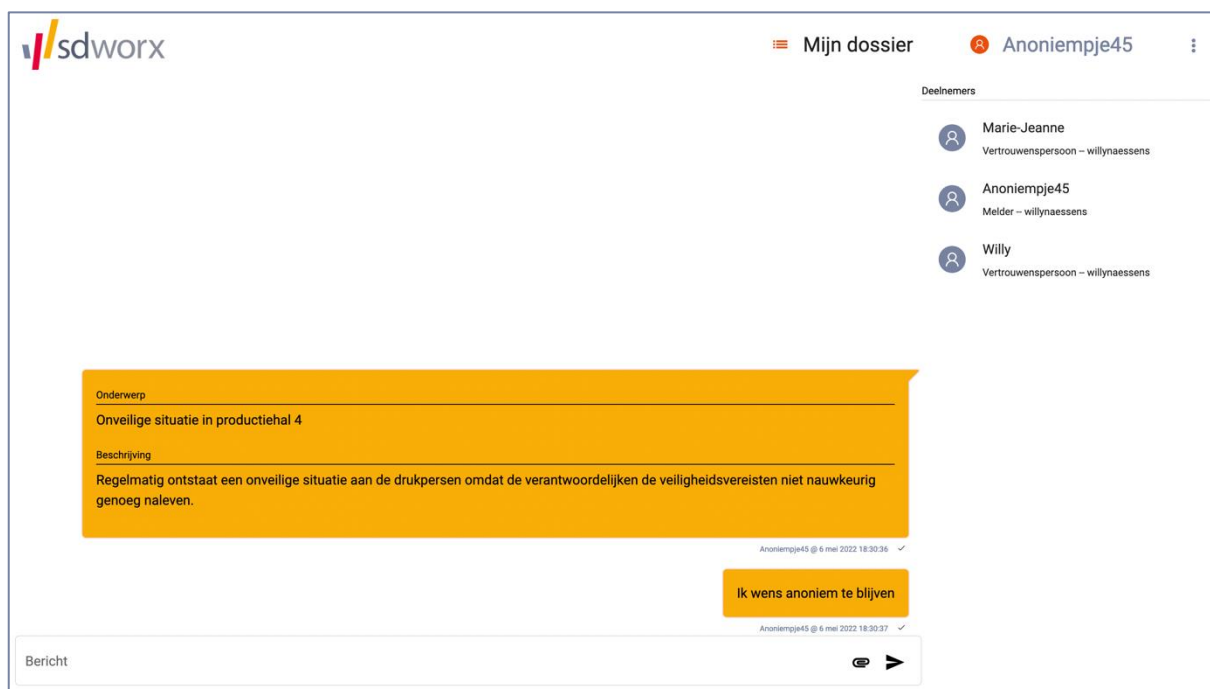 sdworx
Mijn dossier
Anoniempje45
Deelnemers
Marie-Jeanne
Vertrouwenspersoon – willynaessens
Anoniempje45
Melder – willynaessens
Willy
Vertrouwenspersoon – willynaessens
Onderwerp
Onveilige situatie in productiehal 4
Beschrijving
Regelmatig ontstaat een onveilige situatie aan de drukpersen omdat de verantwoordelijken de veiligheidsvereisten niet nauwkeurig
genoeg naleven.
Anoniempje45 @ 6 mei 2022 18:30:36
Ik wens anoniem te blijven
Anoniempje45 @ 6 mei 2022 18:30:37
Bericht